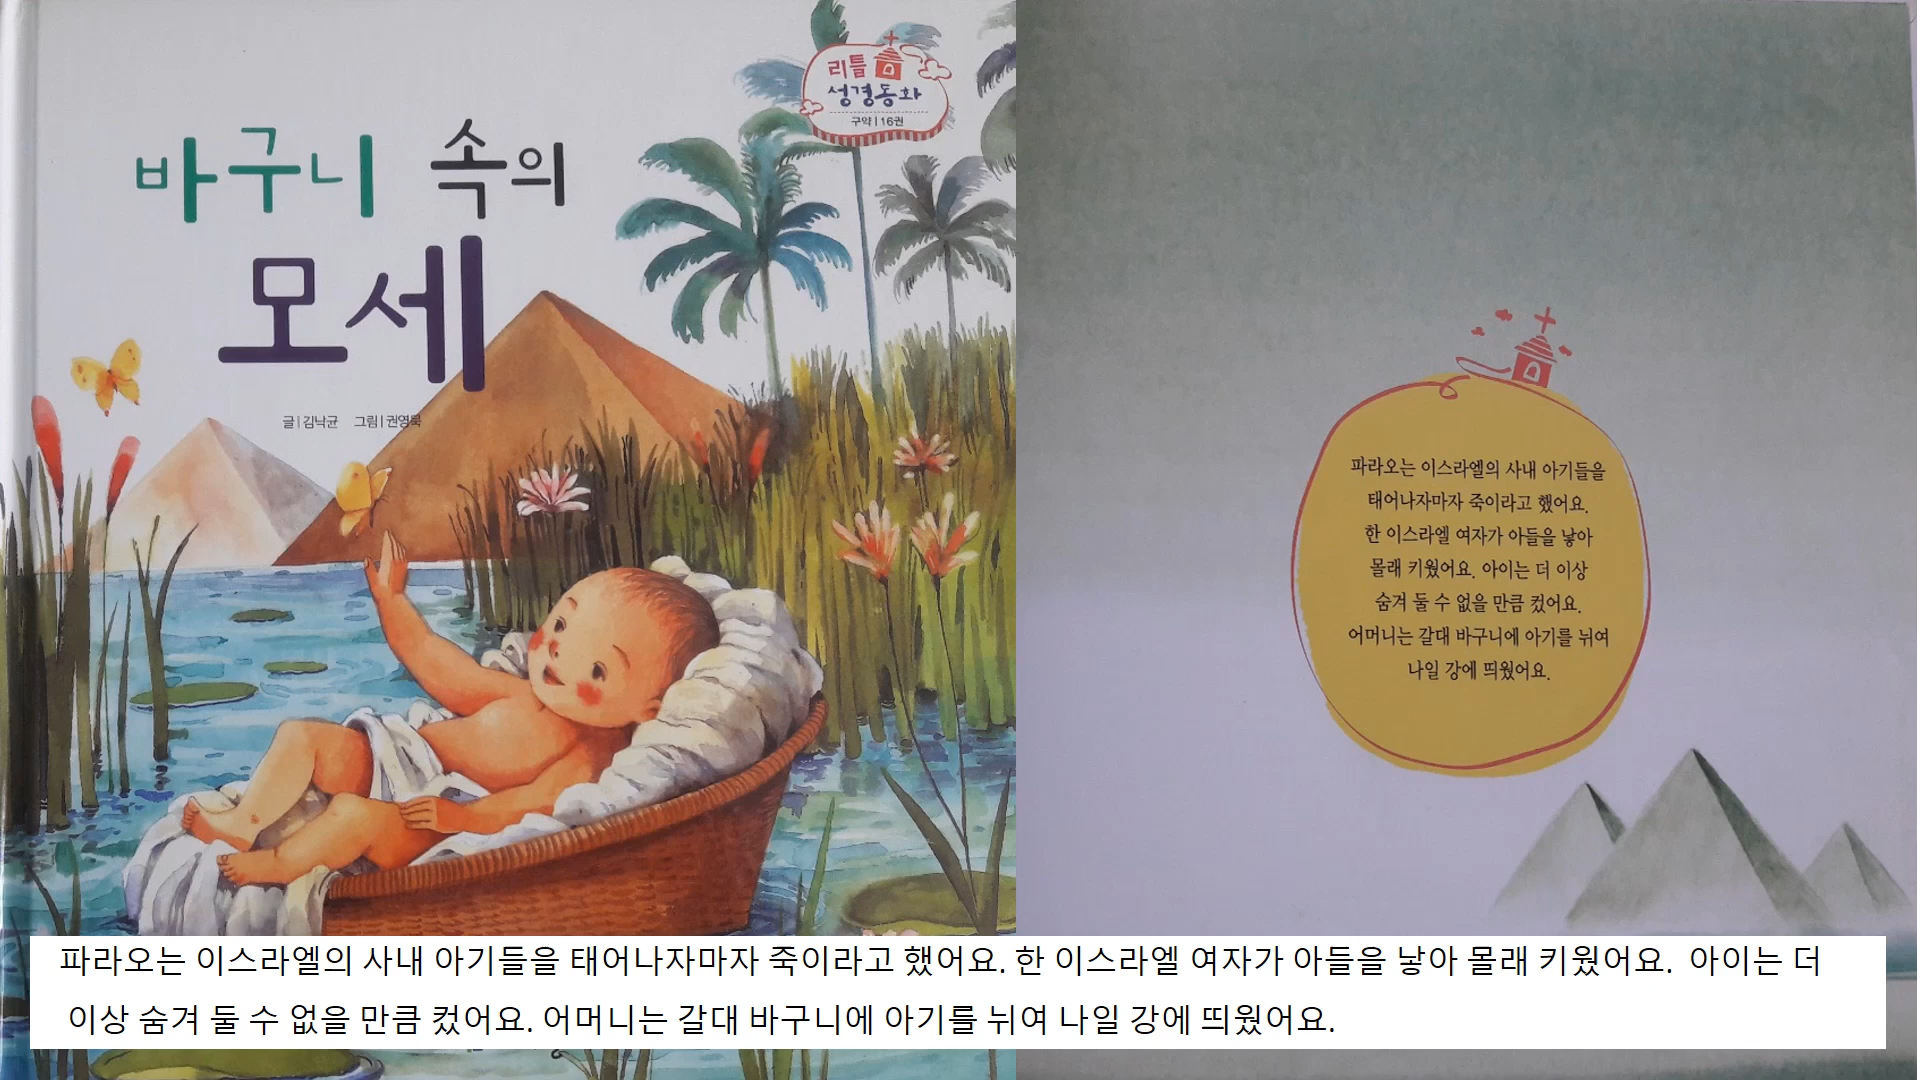 리틀
성경동화
구약 | 16권
바구니 속의
모세
글 | 김낙균 그림 | 권영묵
파라오는 이스라엘의 사내 아기들을
태어나자마자 죽이라고 했어요.
한 이스라엘 여자가 아들을 낳아
몰래 키웠어요. 아이는 더 이상
숨겨 둘 수 없을 만큼 컸어요.
어머니는 갈대 바구니에 아기를 뉘여
나일 강에 띄웠어요.
파라오는 이스라엘의 사내 아기들을 태어나자마자 죽이라고 했어요. 한 이스라엘 여자가 아들을 낳아 몰래 키웠어요. 아이는 더
이상 숨겨 둘 수 없을 만큼 컸어요. 어머니는 갈대 바구니에 아기를 뉘여 나일 강에 띄웠어요.